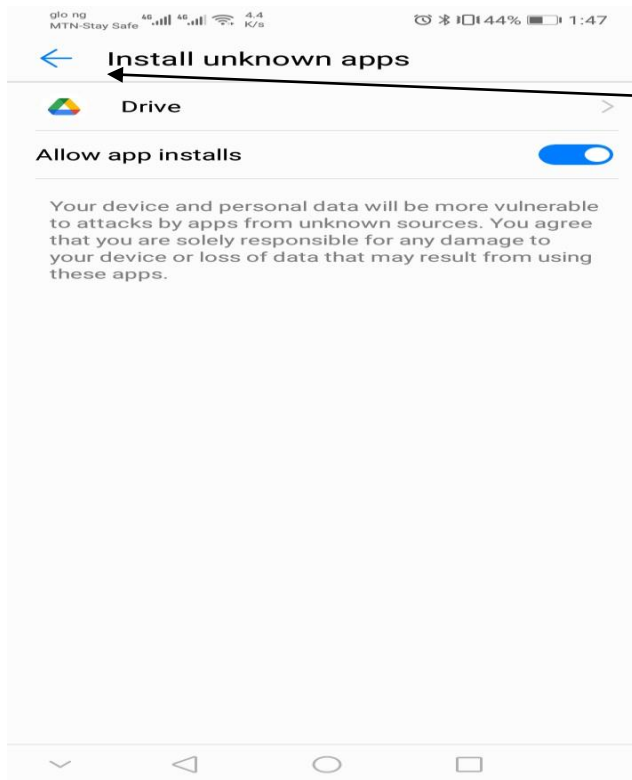 glo ng
MTN-Stay Safe 4G 4G 4.4 K/s 44% 1:47
Install unknown apps
Drive
Allow app installs
Your device and personal data will be more vulnerable
to attacks by apps from unknown sources. You agree
that you are solely responsible for any damage to
your device or loss of data that may result from using
these apps.